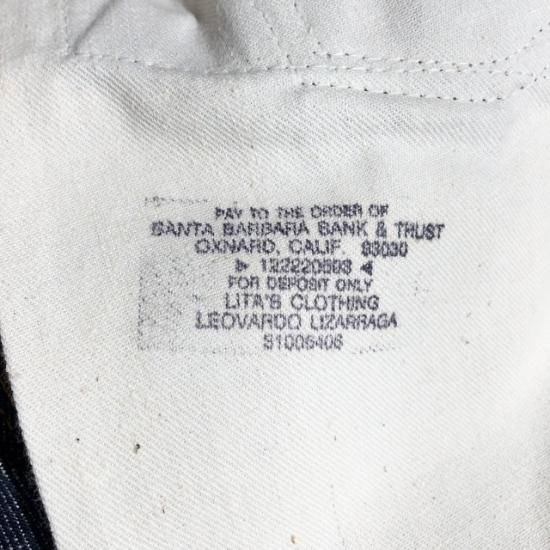 PAY TO THE ORDER OF
SANTA BARBARA BANK & TRUST
OXNARD, CALIF. 93030
▶ 122220593 ◀
FOR DEPOSIT ONLY
LITA'S CLOTHING
LEOVARDO LIZARRAGA
51006406